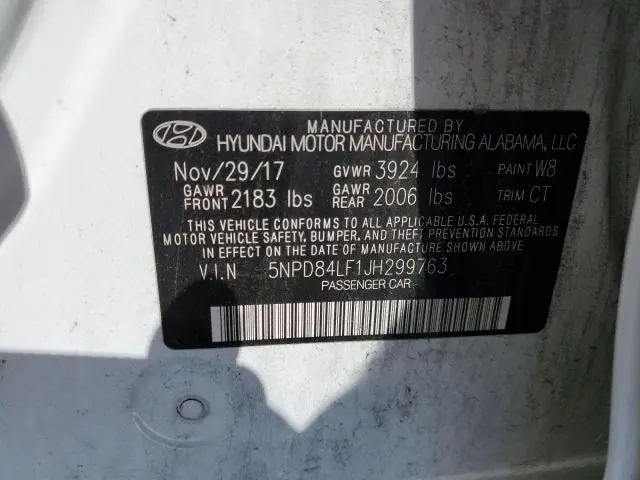 MANUFACTURED BY
HYUNDAI MOTOR MANUFACTURING ALABAMA, LLC
Nov/29/17 GVWR 3924 lbs PAINT W8
GAWR FRONT 2183 lbs GAWR REAR 2006 lbs TRIM CT
THIS VEHICLE CONFORMS TO ALL APPLICABLE U.S.A. FEDERAL
MOTOR VEHICLE SAFETY, BUMPER, AND THEFT PREVENTION STANDARDS
IN EFFECT ON THE DATE OF MANUFACTURE SHOWN ABOVE.
V.I.N 5NPD84LF1JH299763
PASSENGER CAR